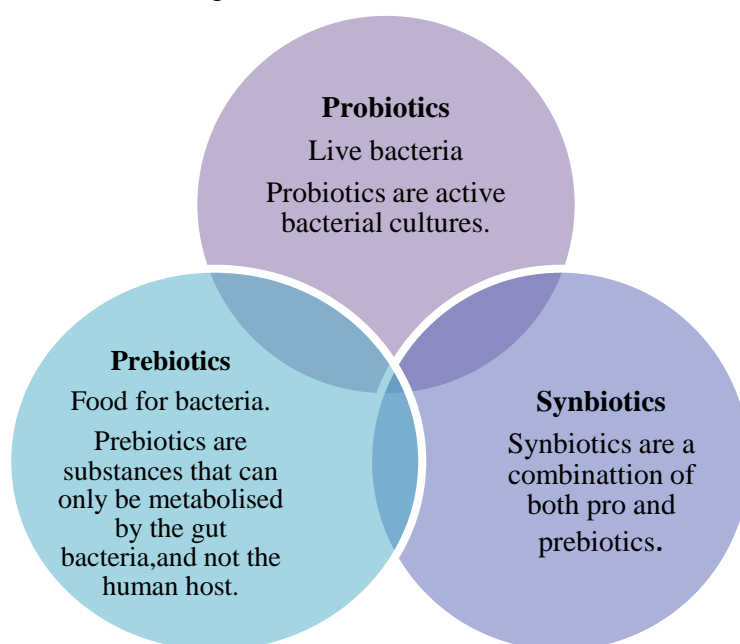 Probiotics
Live bacteria
Probiotics are active
bacterial cultures.
Prebiotics
Food for bacteria.
Prebiotics are
substances that can
only be metabolised
by the gut
bacteria,and not the
human host.
Synbiotics
Synbiotics are a
combinattion of
both pro and
prebiotics.